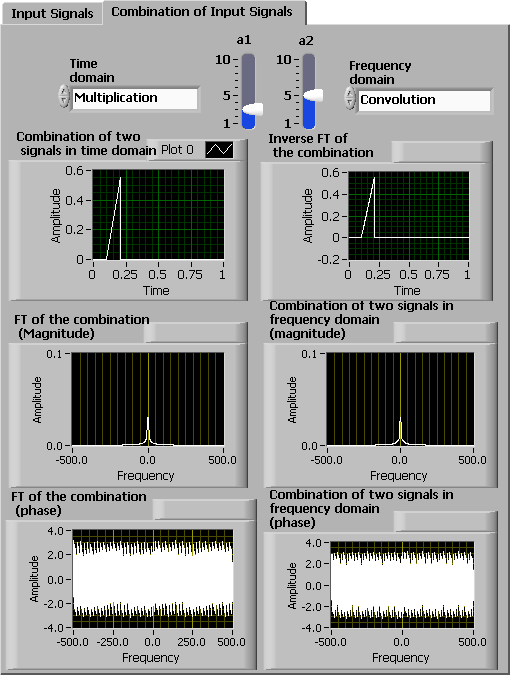 Input Signals
Combination of Input Signals
Time
domain
Multiplication
a1
10
5
1
a2
10
5
1
Frequency
domain
Convolution
Combination of two
signals in time domain
Plot 0
Amplitude
0.6
0.4
0.2
0
0 0.25 0.5 0.75 1
Time
Inverse FT of
the combination
Amplitude
0.6
0.4
0.2
0
-0.2
0 0.25 0.5 0.75 1
Time
FT of the combination
(Magnitude)
Amplitude
0.1
0.0
-500.0 0.0 500.0
Frequency
Combination of two signals in
frequency domain
(magnitude)
Amplitude
0.1
0.0
-500.0 0.0 500.0
Frequency
FT of the combination
(phase)
Amplitude
4.0
2.0
0.0
-2.0
-4.0
-500.0 -250.0 0.0 250.0 500.0
Frequency
Combination of two signals in
frequency domain
(phase)
Amplitude
4.0
2.0
0.0
-2.0
-4.0
-500.0 0.0 500.0
Frequency